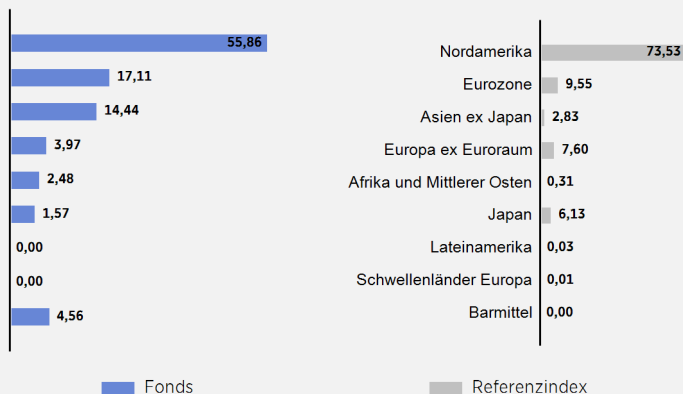 55,86
17,11
14,44
3,97
2,48
1,57
0,00
0,00
4,56
Fonds
Nordamerika 73,53
Eurozone 9,55
Asien ex Japan 2,83
Europa ex Euroraum 7,60
Afrika und Mittlerer Osten 0,31
Japan 6,13
Lateinamerika 0,03
Schwellenländer Europa 0,01
Barmittel 0,00
Referenzindex